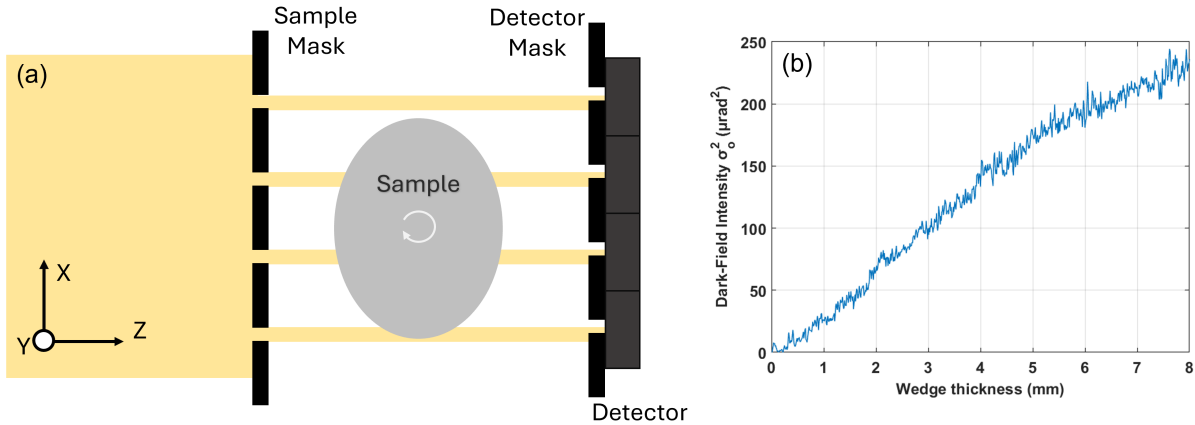 (a)
Sample
Mask
Detector
Mask
Sample
X
Y
Z
Detector
(b)
250
200
150
100
50
0
Dark-Field Intensity σ²ₒ (μrad²)
0 1 2 3 4 5 6 7 8
Wedge thickness (mm)